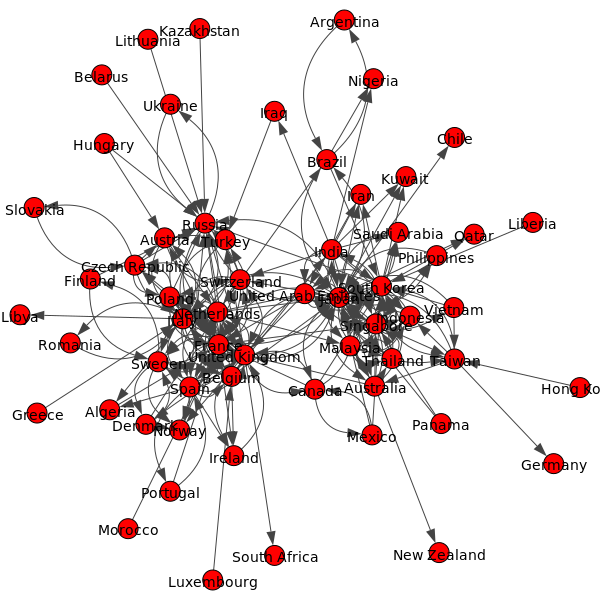 Argentina
Kazakhstan
Lithuania
Belarus
Nigeria
Ukraine
Iraq
Chile
Hungary
Brazil
Kuwait
Iran
Slovakia
Russia
Liberia
Austria
Turkey
Saudi Arabia
Qatar
India
Philippines
Czech Republic
Finland
Switzerland
South Korea
United Arab Emirates
Poland
Netherlands
Vietnam
Libya
Indonesia
Singapore
Romania
France
Malaysia
United Kingdom
Sweden
Thailand
Taiwan
Belgium
Spain
Canada
Australia
Hong Ko
Algeria
Greace
Denmark
Norway
Panama
Mexico
Ireland
Germany
Portugal
Morocco
South Africa
New Zealand
Luxembourg